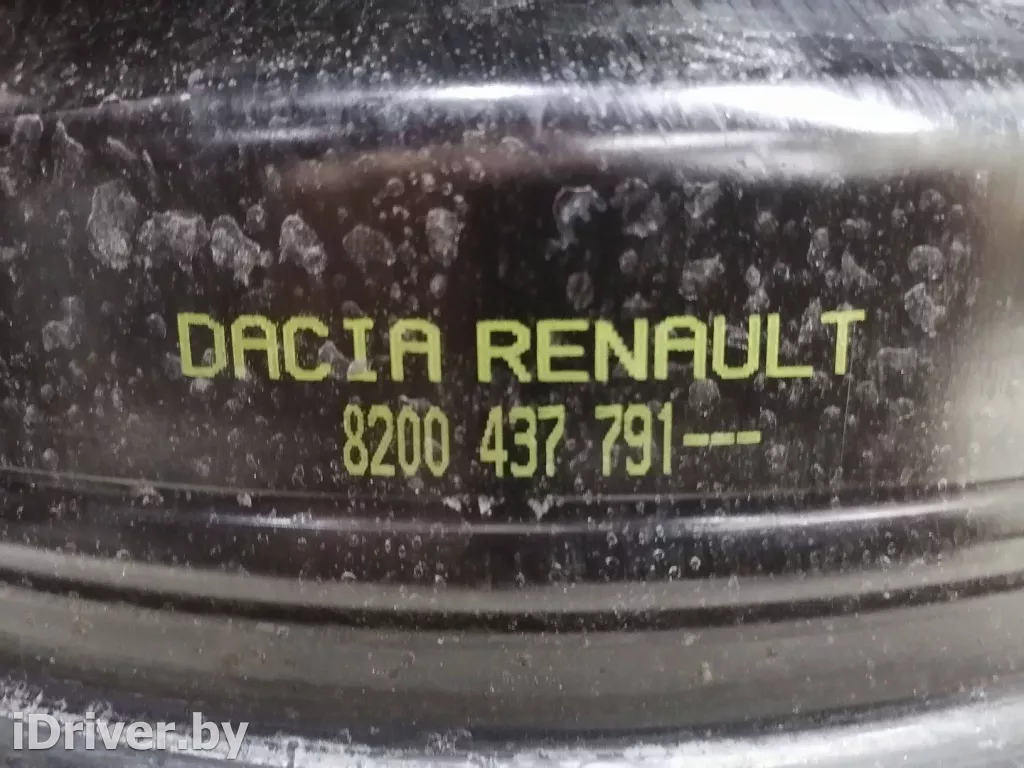 DACIA RENAULT
8200 437 791---
iDriver.by